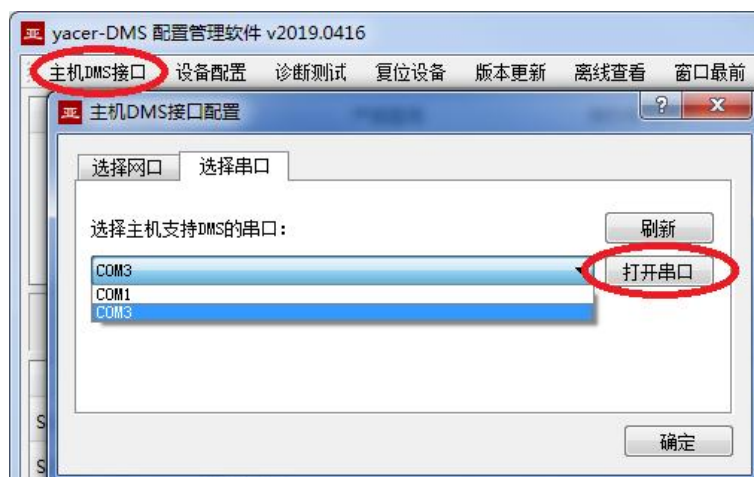 亚 yacer-DMS 配置管理软件 v2019.0416
主机DMS接口 设备配置 诊断测试 复位设备 版本更新 离线查看 窗口最前
亚 主机DMS接口配置 ? X
选择网口 选择串口
选择主机支持DMS的串口: 刷新
COM3 打开串口
COM1
COM3
确定
S
S